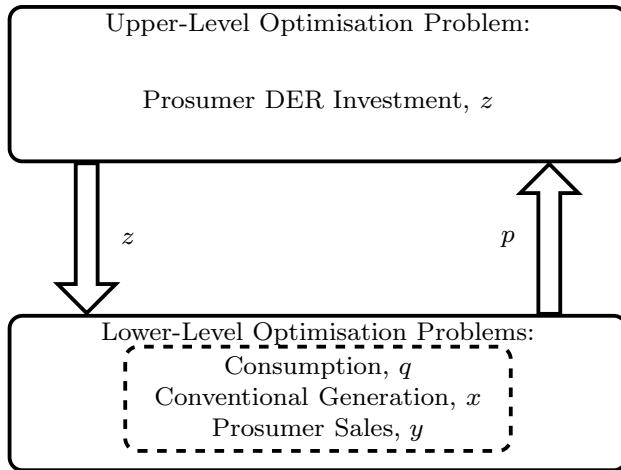 Upper-Level Optimisation Problem:
Prosumer DER Investment, z
z
p
Lower-Level Optimisation Problems:
Consumption, q
Conventional Generation, x
Prosumer Sales, y